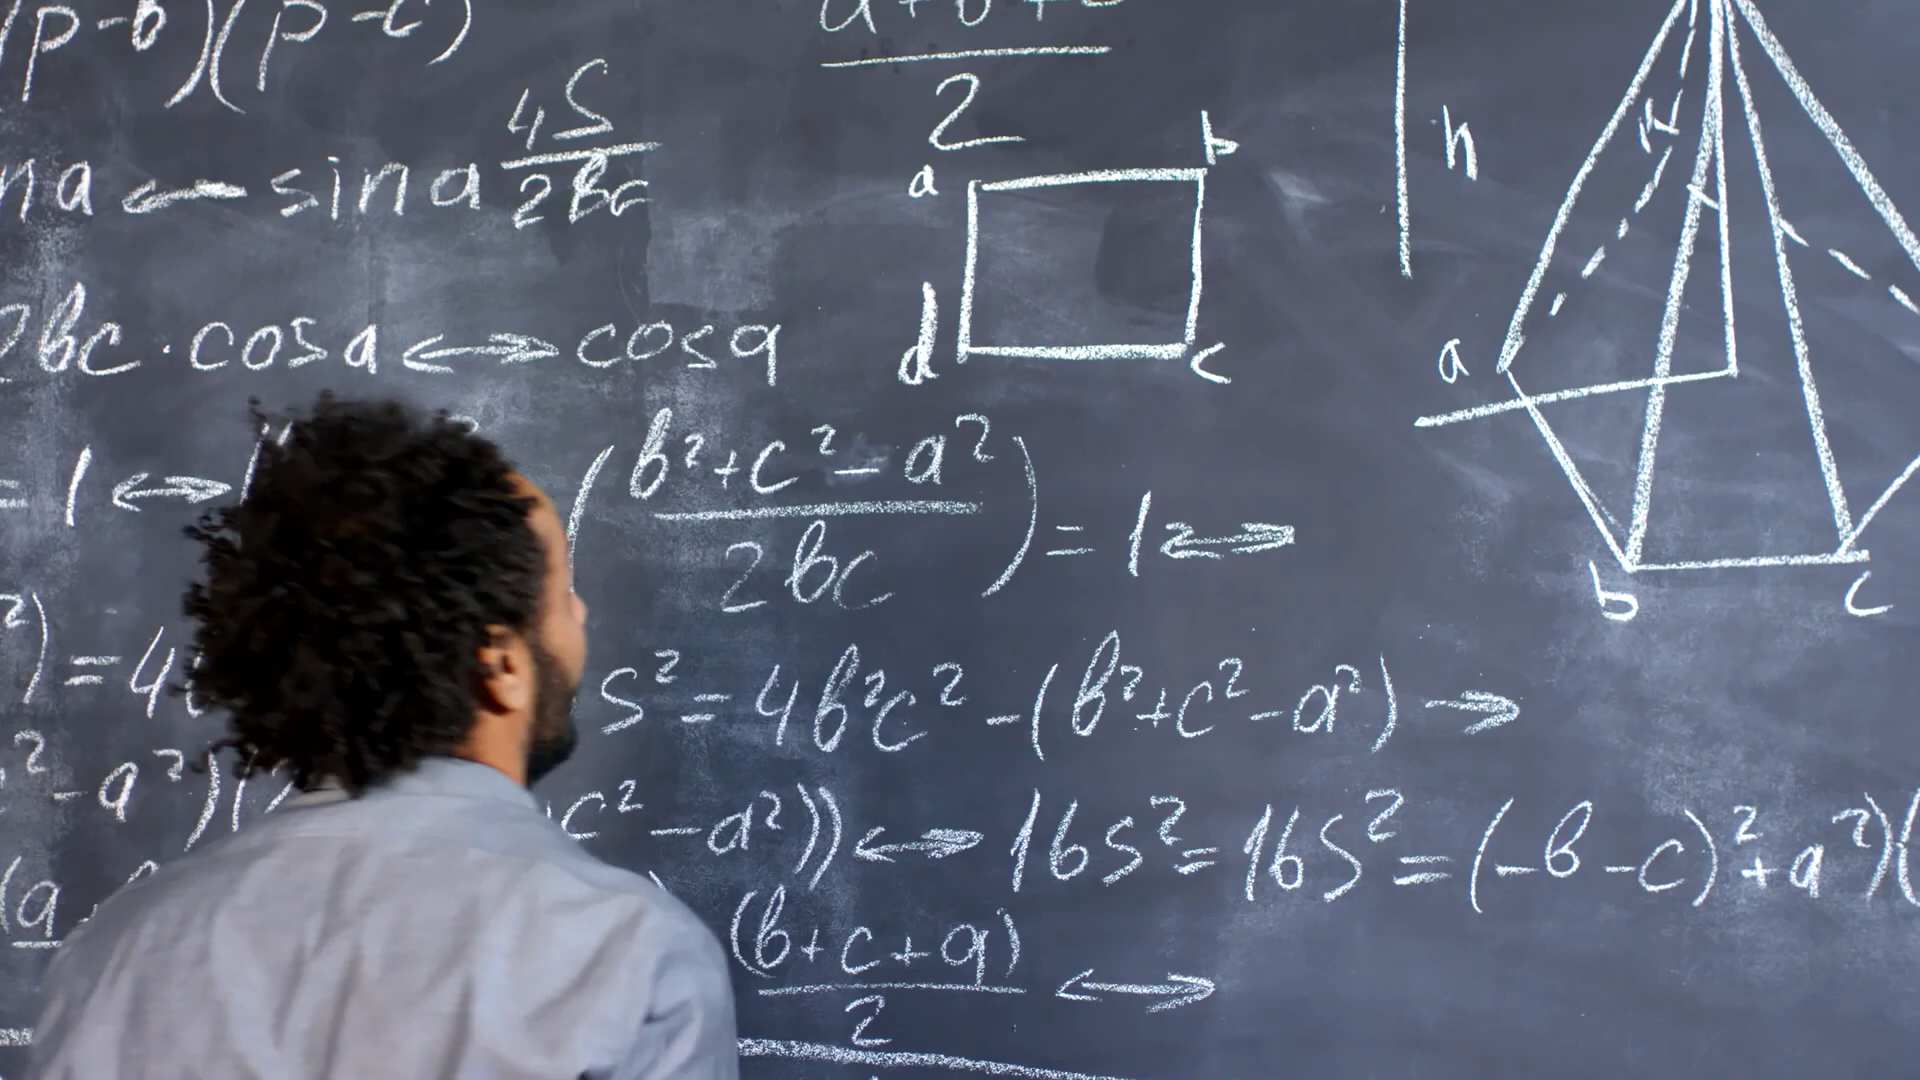 (p-b)(p-c)
a+b+c
2
na ← sina 4S
2bc
a b
d c
h
2bc·cosa ↔ cosa
= 1 ↔ (b²+c²-a²) = 1 ↔
2bc
a
b c
²) = 4
S² = 4b²c² - (b²+c²-a²) →
²-a²)(
c²-a²)) ↔ 16S² = 16S² = (-b-c)²+a²)(
(a
(b+c+a)
2
↔